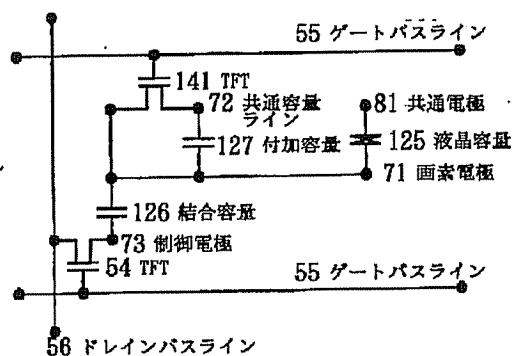 55 ゲートバスライン
141 TFT
72 共通容量
ライン
81 共通電極
127 付加容量
125 液晶容量
71 画素電極
126 結合容量
73 制御電極
54 TFT
55 ゲートバスライン
56 ドレインバスライン